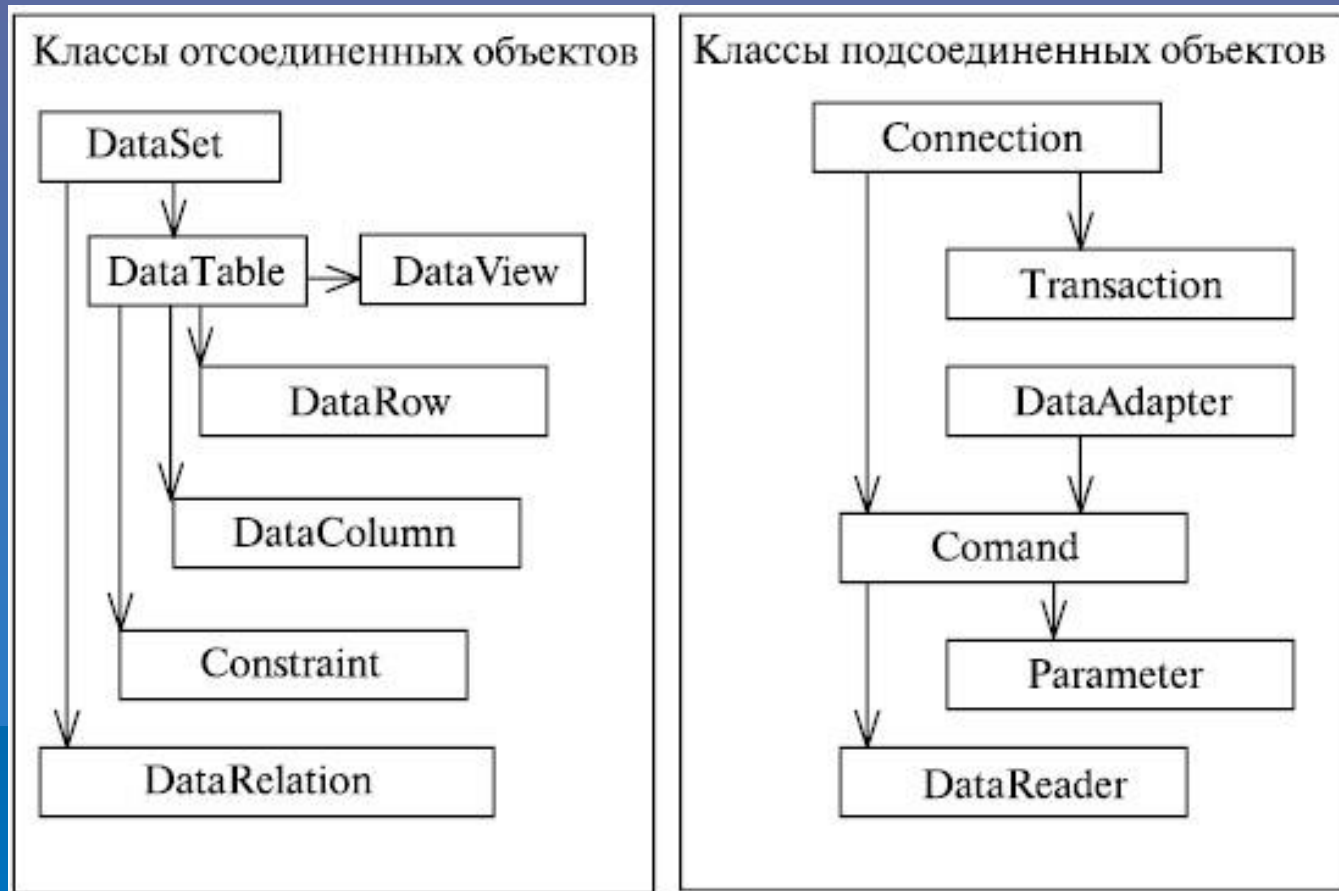 Классы отсоединенных объектов
DataSet
DataTable
DataView
DataRow
DataColumn
Constraint
DataRelation
Классы подсоединенных объектов
Connection
Transaction
DataAdapter
Comand
Parameter
DataReader